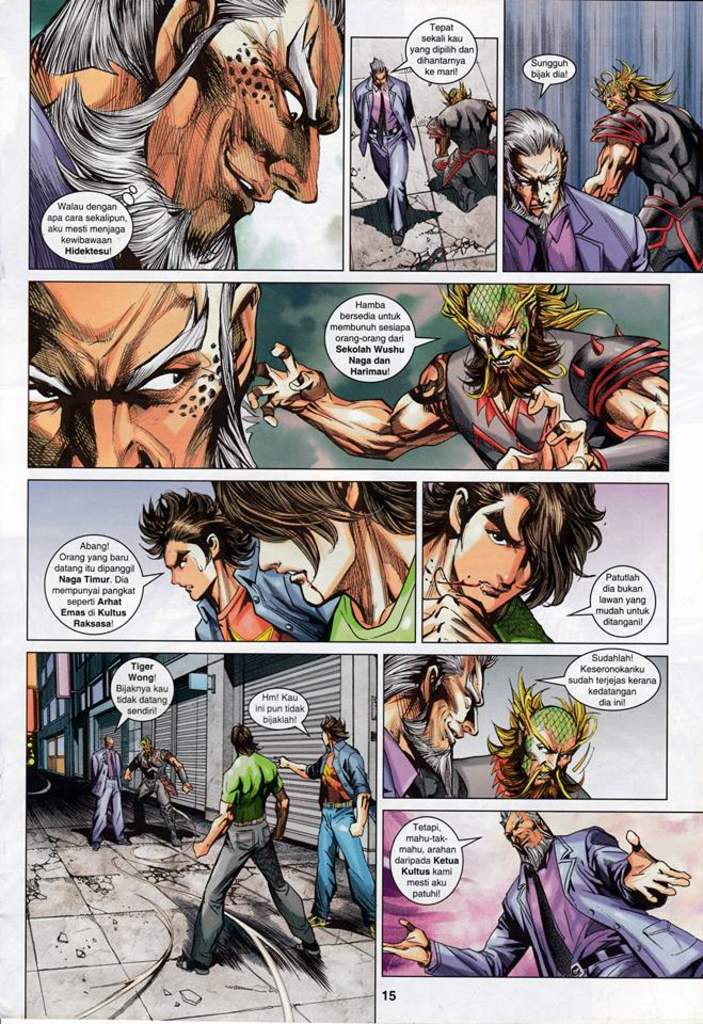 Walau dengan
apa cara sekalipun,
aku mesti menjaga
kewibawaan
Hidektesu!
Tepat
sekali kau
yang dipilih dan
dihantarnya
ke mari!
Sungguh
bijak dia!
Hamba
bersedia untuk
membunuh sesiapa
orang-orang dari
Sekolah Wushu
Naga dan
Harimau!
Abang!
Orang yang baru
datang itu dipanggil
Naga Timur. Dia
mempunyai pangkat
seperti Arhat
Emas di Kultus
Raksasa!
Patutlah
dia bukan
lawan yang
mudah untuk
ditangani!
Tiger
Wong!
Bijaknya kau
tidak datang
sendiri!
Hm! Kau
ini pun tidak
bijaklah!
Sudahlah!
Keseronokanku
sudah terjejas kerana
kedatangan
dia ini!
Tetapi,
mahu-tak-
mahu, arahan
daripada Ketua
Kultus kami
mesti aku
patuhi!
15